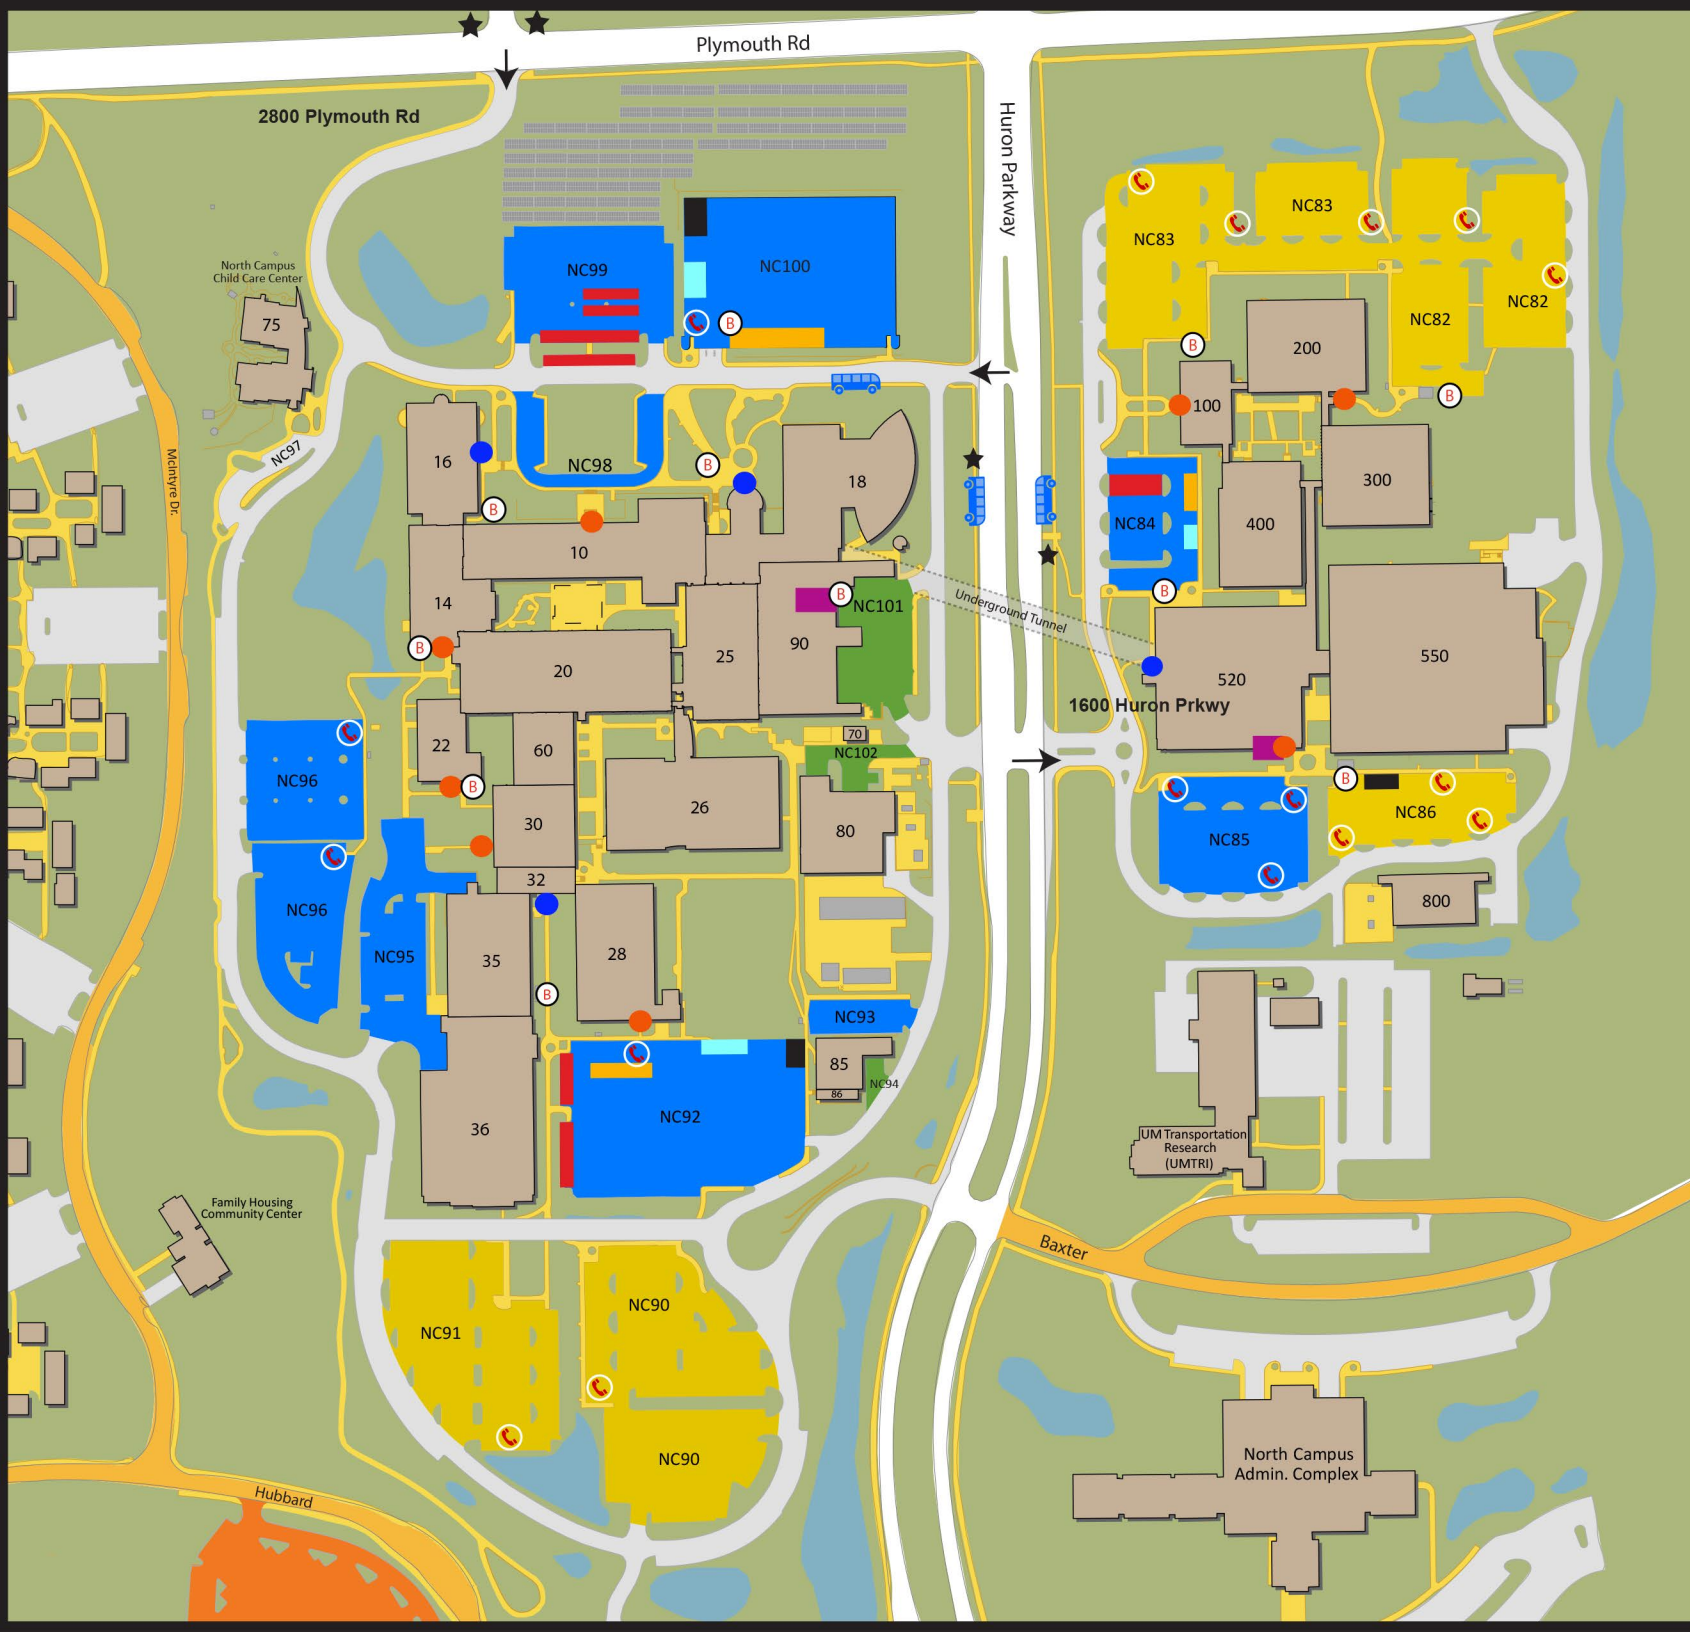 Plymouth Rd
2800 Plymouth Rd
Huron Parkway
North Campus
Child Care Center
75
NC99
NC100
B
NC83
NC83
NC82
NC82
200
B
100
B
300
400
NC84
B
NC97
McIntyre Dr.
16
NC98
B
18
B
10
14
B
B
NC101
90
25
20
Underground Tunnel
520
550
1600 Huron Prkwy
22
60
B
70
NC102
NC96
26
30
80
32
B
NC86
NC85
800
NC96
NC95
35
28
B
NC93
85
86
NC94
NC92
36
UM Transportation
Research
(UMTRI)
Family Housing
Community Center
Baxter
NC91
NC90
NC90
North Campus
Admin. Complex
Hubbard